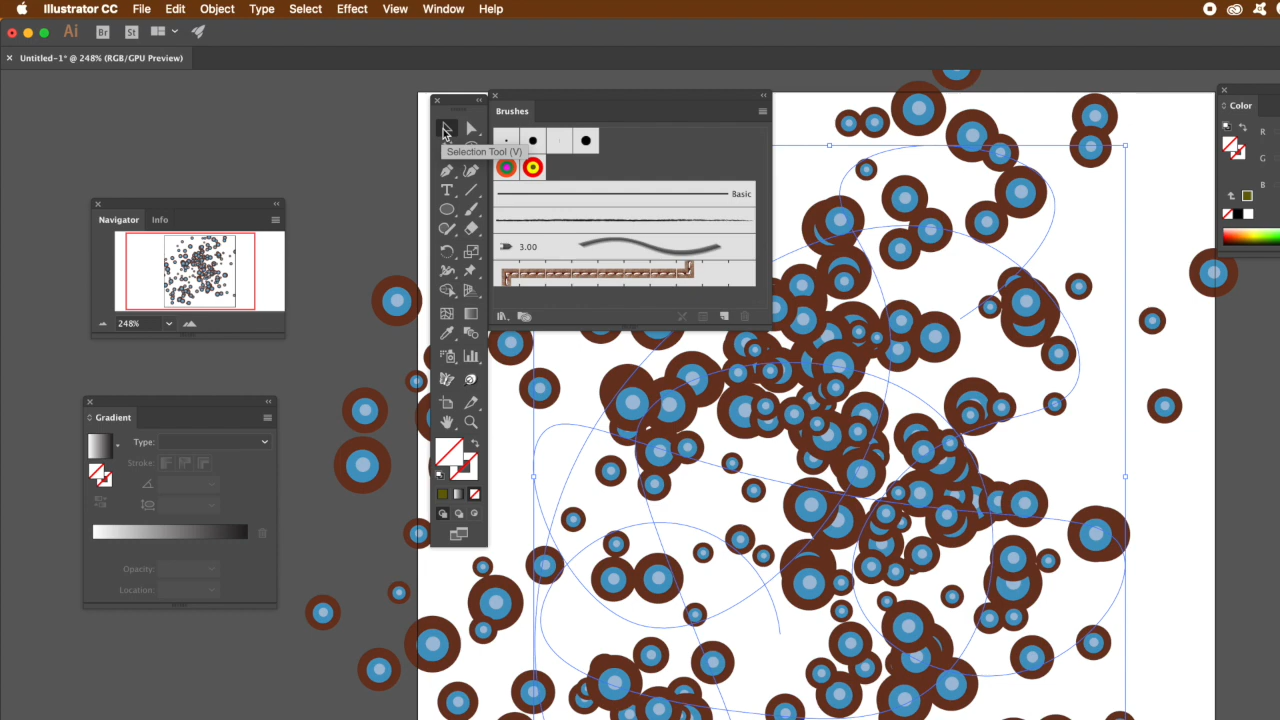 Illustrator CC File Edit Object Type Select Effect View Window Help
Ai Br St
Untitled-1* @ 248% (RGB/GPU Preview)
Brushes
Color
R
G
B
Selection Tool (V)
Basic
3.00
Navigator Info
248%
Gradient
Type:
Stroke:
Opacity:
Location: